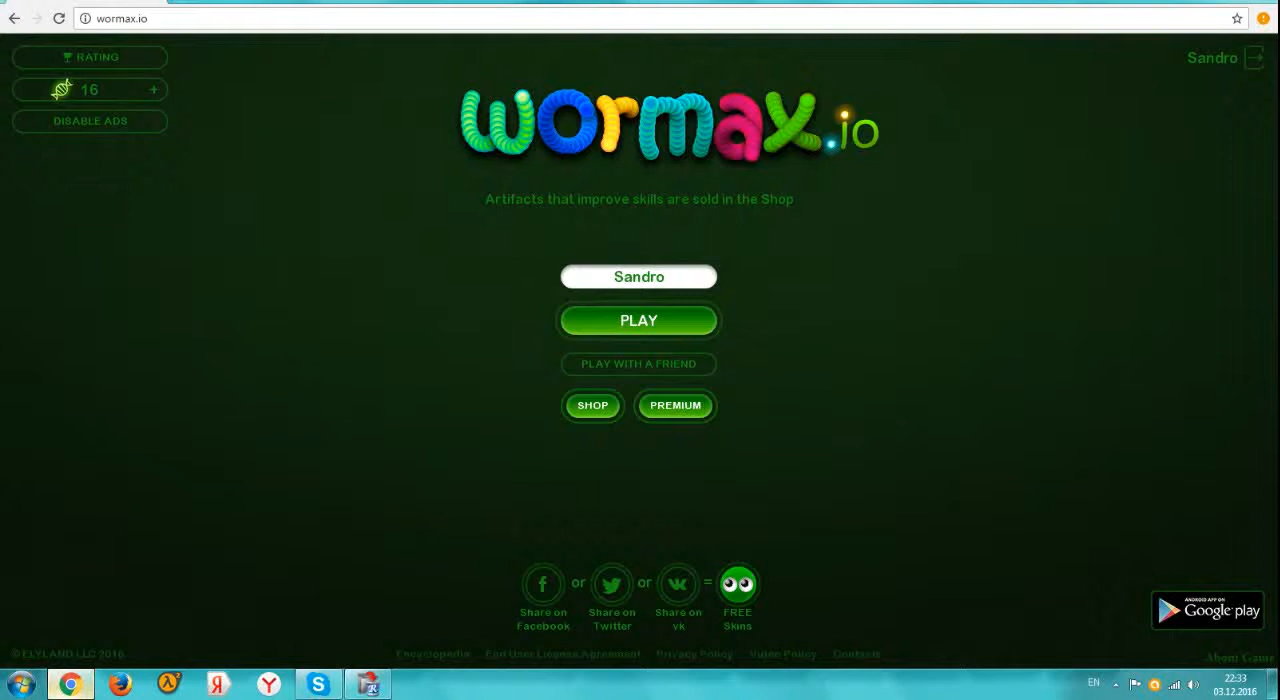 wormax.io
RATING
16 +
DISABLE ADS
Sandro
wormax.io
Artifacts that improve skills are sold in the Shop
Sandro
PLAY
PLAY WITH A FRIEND
SHOP PREMIUM
or or =
Share on Facebook
Share on Twitter
Share on vk
FREE Skins
ANDROID APP ON
Google play
© ELYLAND LLC 2016
Encyclopedia End User License Agreement Privacy Policy Video Policy Contacts
About Game
EN
22:33
03.12.2016